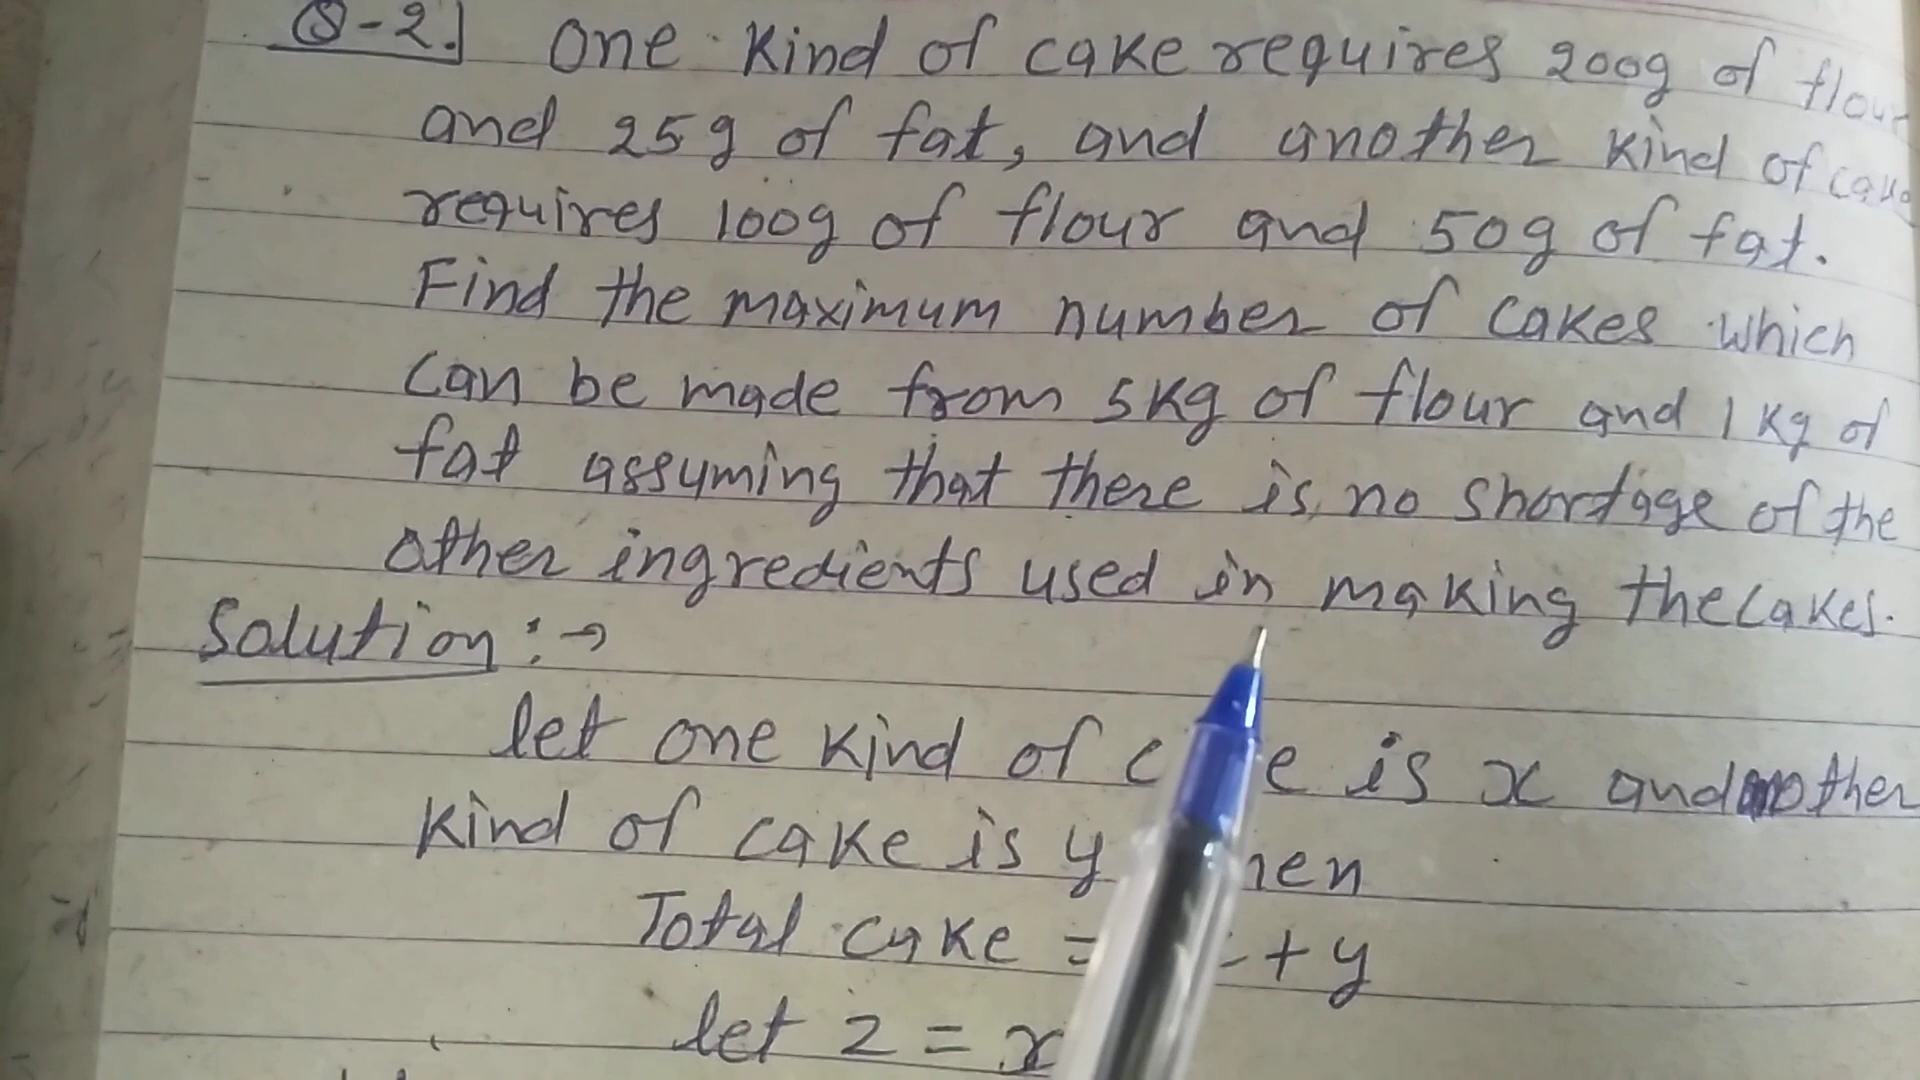 Q-2.] One Kind of cake requires 200g of flour
and 25g of fat, and another kind of cake
requires 100g of flour and 50g of fat.
Find the maximum number of cakes which
can be made from 5kg of flour and 1 kg of
fat assuming that there is no shortage of the
other ingredients used in making the cakes.
Solution :→
let one kind of c e is x and another
Kind of cake is y hen
Total cake = + y
let z = x